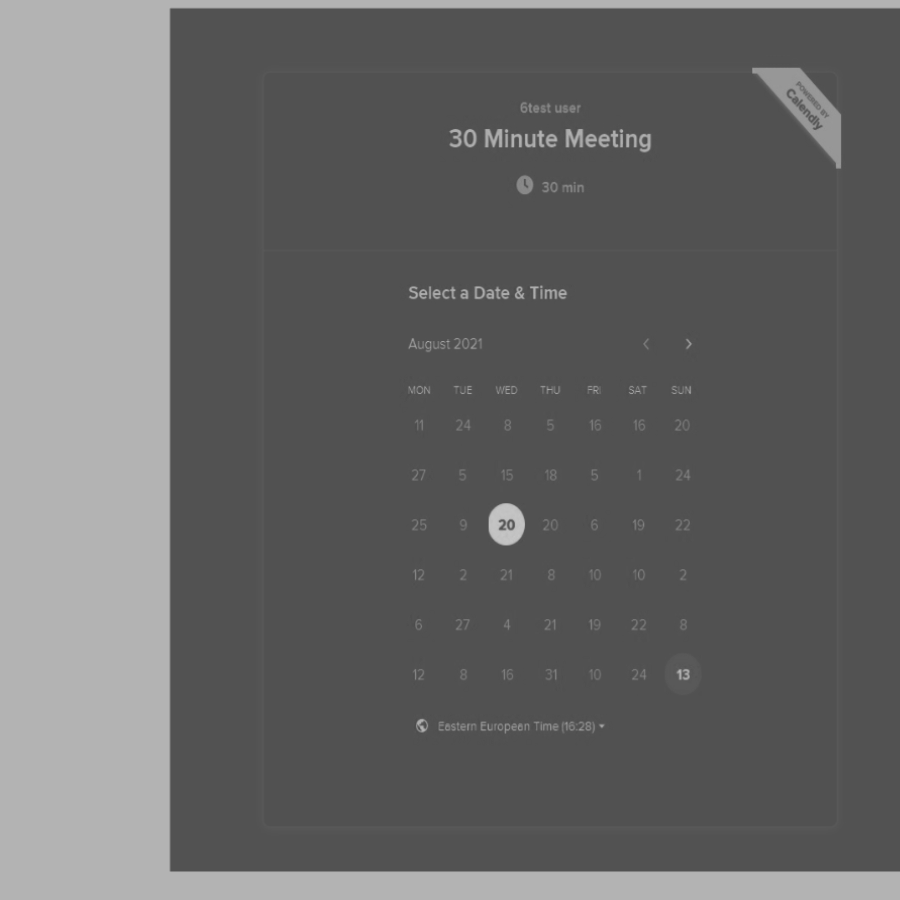 POWERED BY
Calendly
6test user
30 Minute Meeting
30 min
Select a Date & Time
August 2021
MON TUE WED THU FRI SAT SUN
11 24 8 5 16 16 20
27 5 15 18 5 1 24
25 9 20 20 6 19 22
12 2 21 8 10 10 2
6 27 4 21 19 22 8
12 8 16 31 10 24 13
Eastern European Time (16:28)